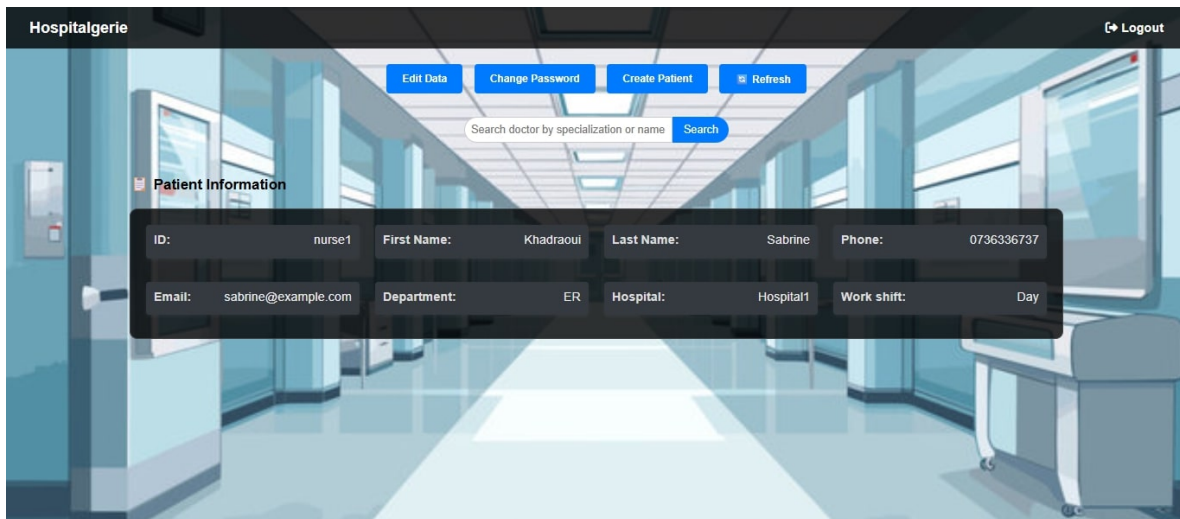 Hospitalgerie Logout
Edit Data Change Password Create Patient Refresh
Search doctor by specialization or name Search
Patient Information
ID: nurse1 First Name: Khadraoui Last Name: Sabrine Phone: 0736336737
Email: sabrine@example.com Department: ER Hospital: Hospital1 Work shift: Day